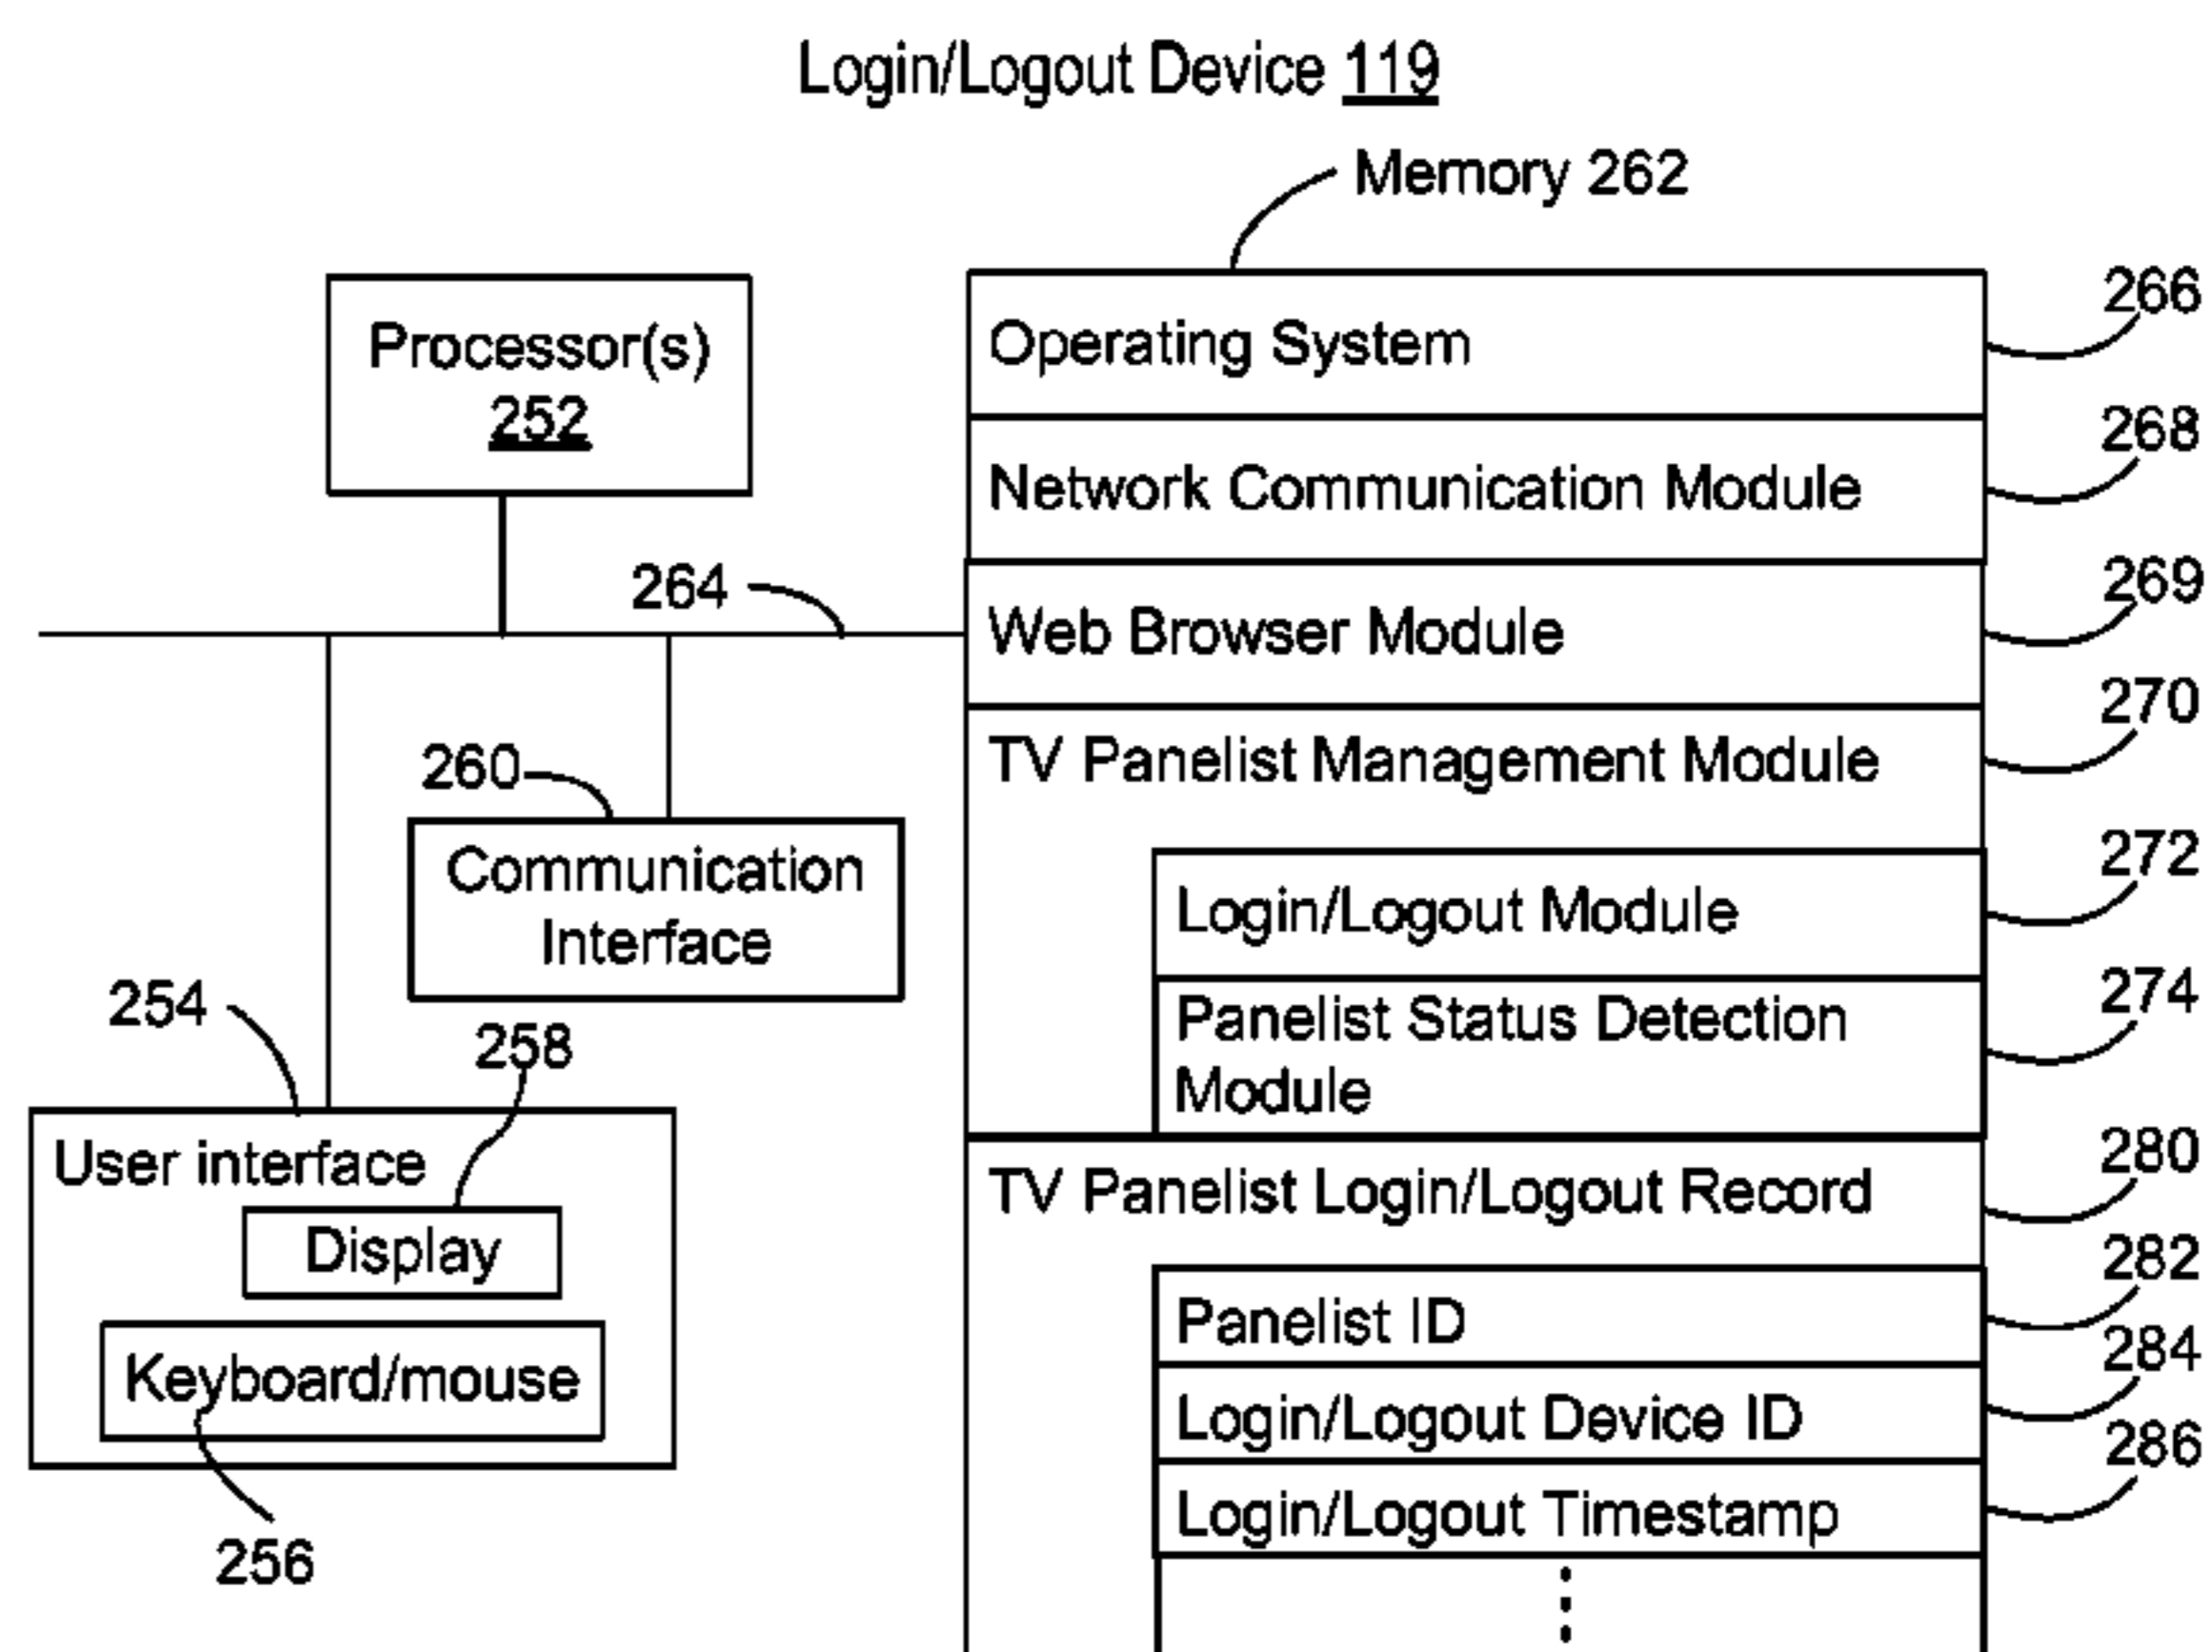 Login/Logout Device 119
Memory 262
Processor(s)
252
264
260
Communication
Interface
254
258
User interface
Display
Keyboard/mouse
256
Operating System
266
Network Communication Module
268
Web Browser Module
269
TV Panelist Management Module
270
Login/Logout Module
272
Panelist Status Detection
Module
274
TV Panelist Login/Logout Record
280
Panelist ID
282
Login/Logout Device ID
284
Login/Logout Timestamp
286